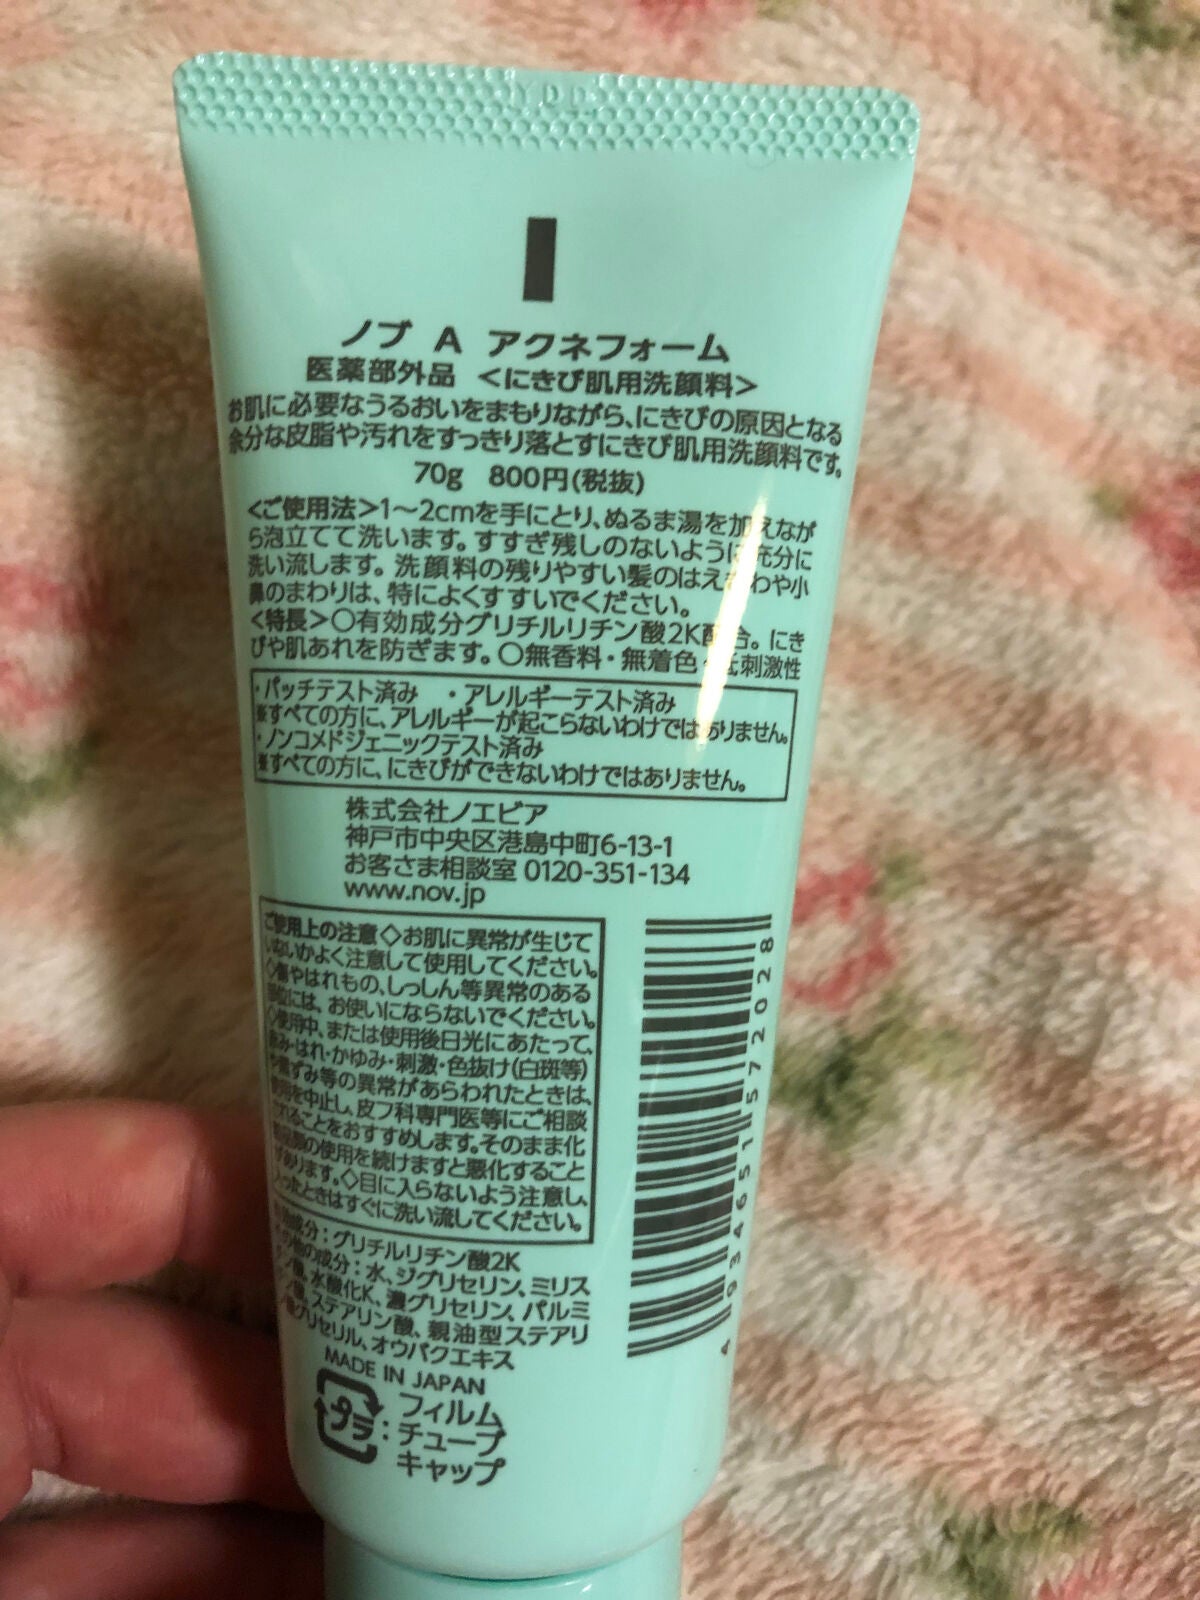 ノブ A アクネフォーム
医薬部外品 <にきび肌用洗顔料>
お肌に必要なうるおいをまもりながら、にきびの原因となる
余分な皮脂や汚れをすっきり落とすにきび肌用洗顔料です。
70g 800円(税抜)
<ご使用法>1〜2cmを手にとり、ぬるま湯を加えなが
ら泡立てて洗います。すすぎ残しのないように充分に
洗い流します。洗顔料の残りやすい髪のはえぎわや小
鼻のまわりは、特によくすすいでください。
<特長>○有効成分グリチルリチン酸2K配合。にき
びや肌あれを防ぎます。○無香料・無着色・低刺激性
・パッチテスト済み ・アレルギーテスト済み
※すべての方に、アレルギーが起こらないわけではありません。
・ノンコメドジェニックテスト済み
※すべての方に、にきびができないわけではありません。
株式会社ノエビア
神戸市中央区港島中町6-13-1
お客さま相談室 0120-351-134
www.nov.jp
ご使用上の注意◇お肌に異常が生じて
いないかよく注意して使用してください。
◇傷やはれもの、しっしん等異常のある
部位には、お使いにならないでください。
◇使用中、または使用後日光にあたって、
赤み・はれ・かゆみ・刺激・色抜け(白斑等)
や黒ずみ等の異常があらわれたときは、
使用を中止し、皮フ科専門医等にご相談
されることをおすすめします。そのまま化
粧品類の使用を続けますと悪化すること
があります。◇目に入らないよう注意し、
入ったときはすぐに洗い流してください。
有効成分：グリチルリチン酸2K
その他の成分：水、ジグリセリン、ミリス
チン酸、水酸化K、濃グリセリン、パルミ
チン酸、ステアリン酸、親油型ステアリ
ン酸グリセリル、オウバクエキス
MADE IN JAPAN
プラ：フィルム
チューブ
キャップ
4934651572028